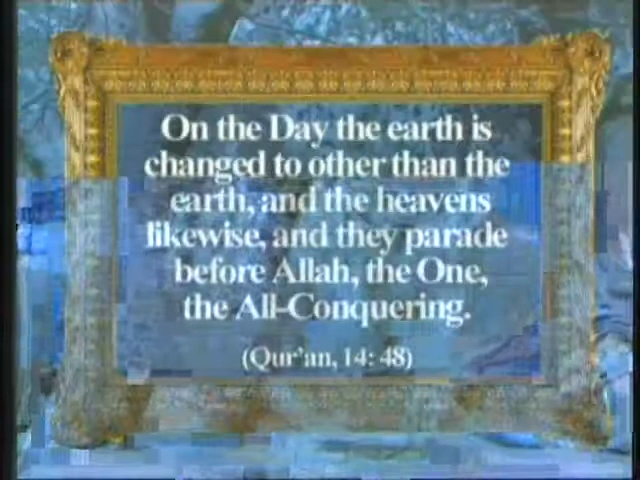 On the Day the earth is
changed to other than the
earth, and the heavens
likewise, and they parade
before Allah, the One,
the All-Conquering.
(Qur'an, 14: 48)